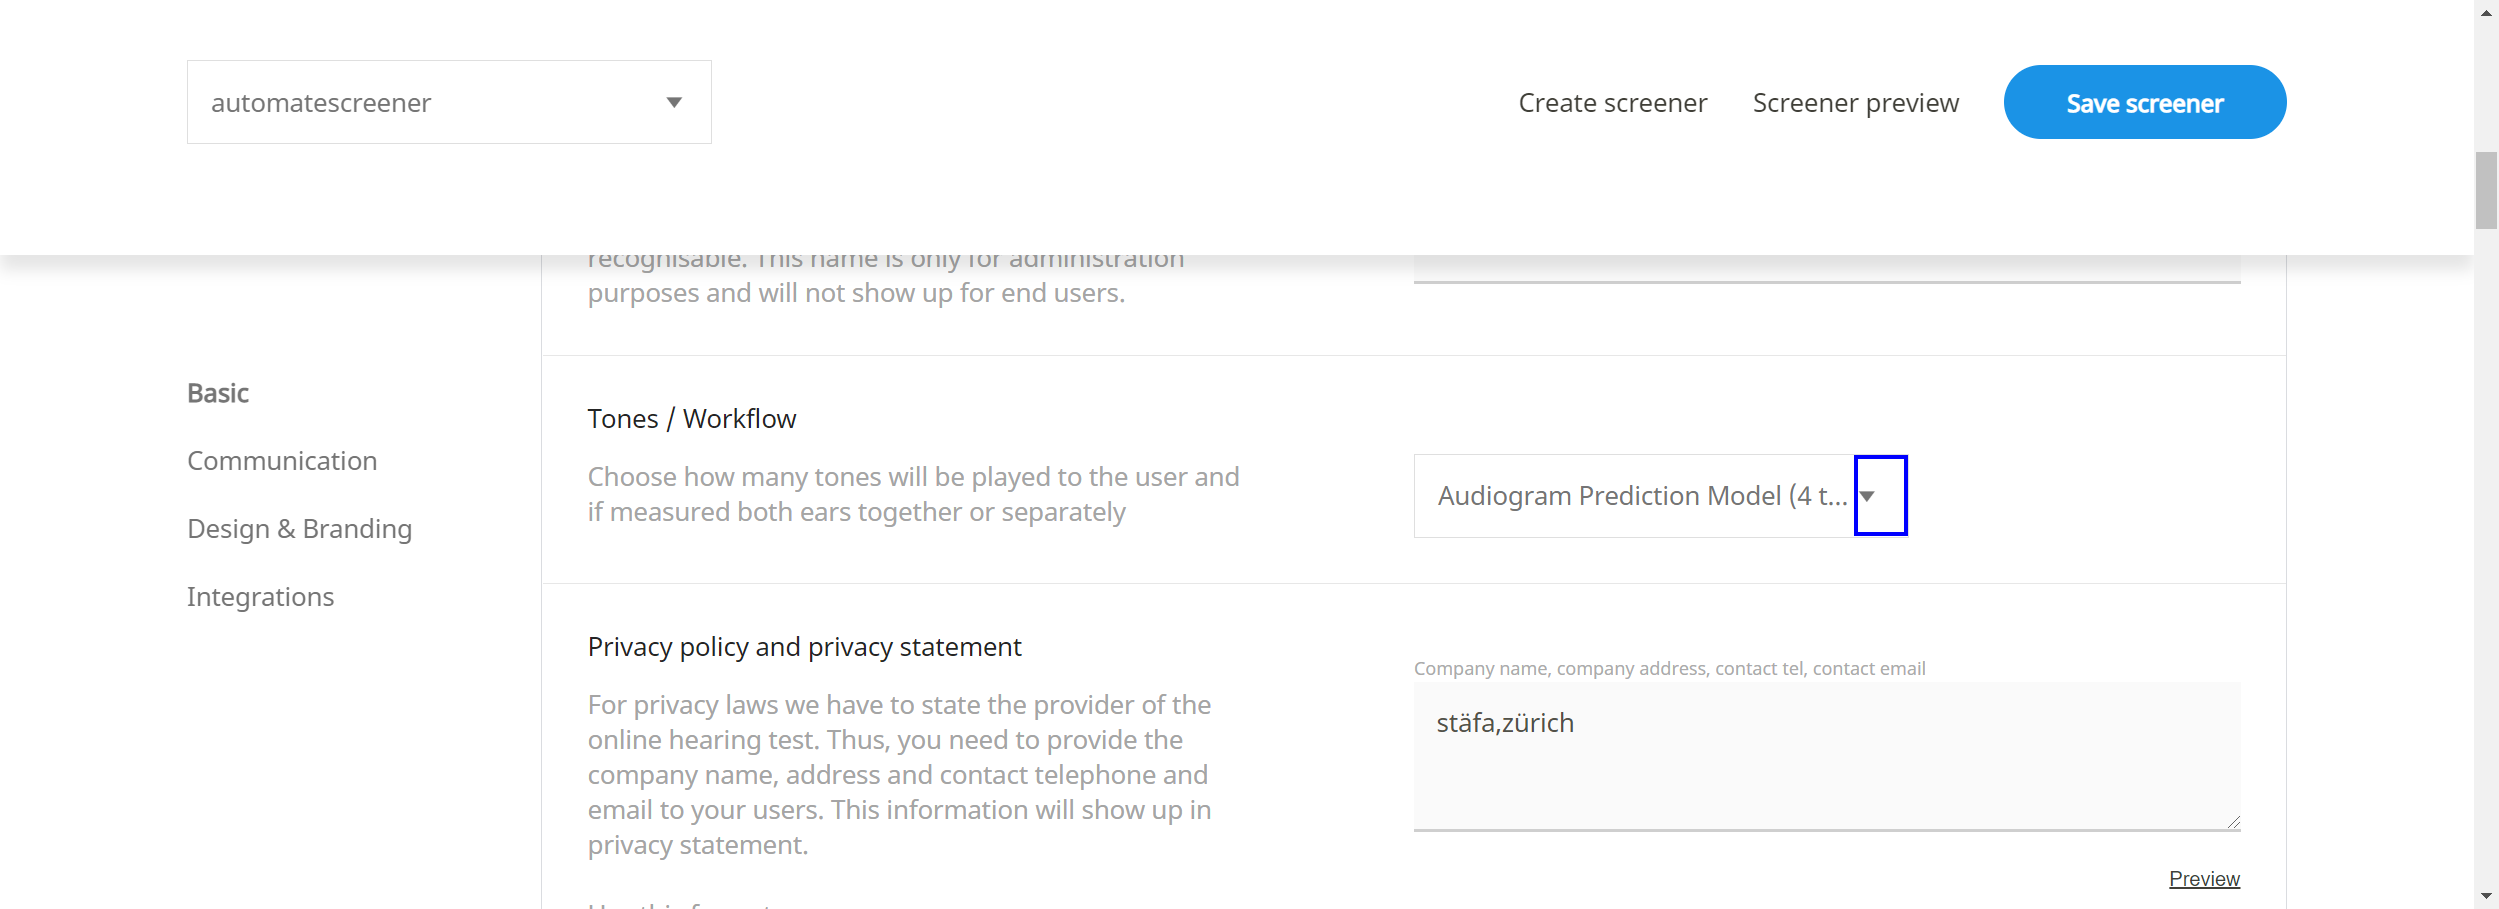 automatescreener
Create screener
Screener preview
Save screener
recognisable. This name is only for administration
purposes and will not show up for end users.
Basic
Communication
Design & Branding
Integrations
Tones / Workflow
Choose how many tones will be played to the user and
if measured both ears together or separately
Audiogram Prediction Model (4 t...
Privacy policy and privacy statement
For privacy laws we have to state the provider of the
online hearing test. Thus, you need to provide the
company name, address and contact telephone and
email to your users. This information will show up in
privacy statement.
Company name, company address, contact tel, contact email
stäfa,zürich
Preview